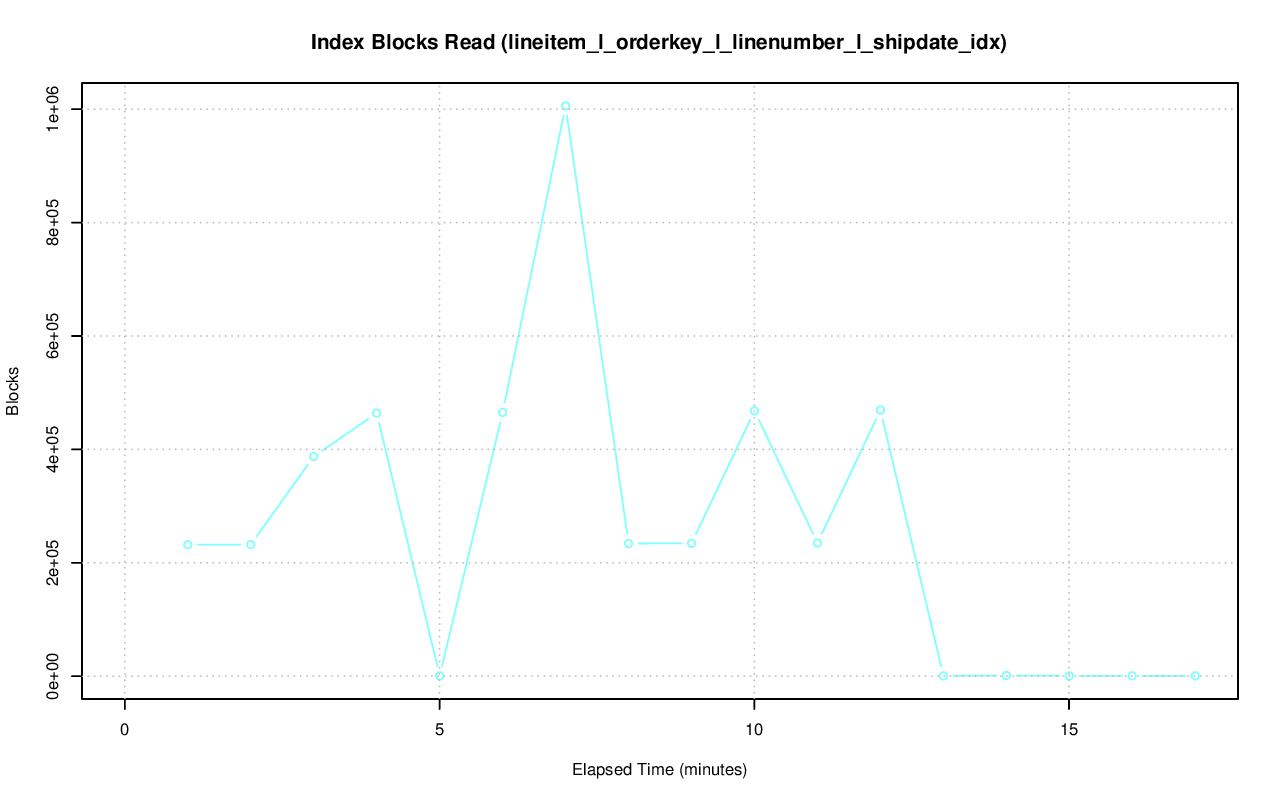 Index Blocks Read (lineitem_l_orderkey_l_linenumber_l_shipdate_idx)
1e+06
8e+05
6e+05
4e+05
2e+05
0e+00
Blocks
0 5 10 15
Elapsed Time (minutes)